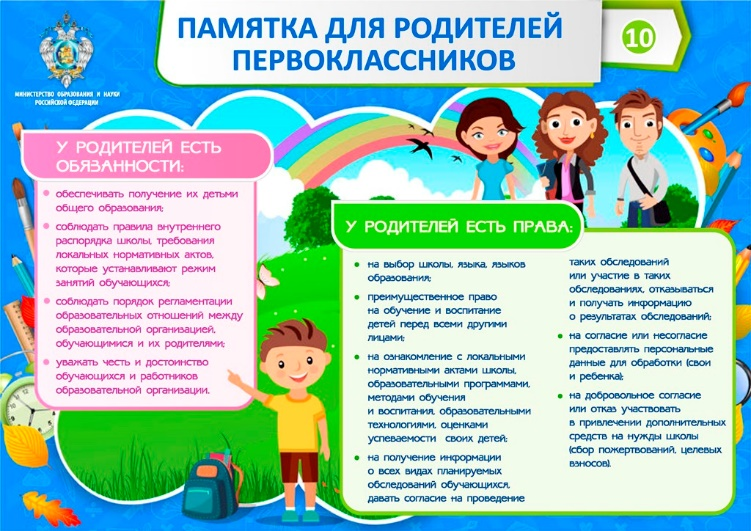 ПАМЯТКА ДЛЯ РОДИТЕЛЕЙ
ПЕРВОКЛАССНИКОВ
10
МИНИСТЕРСТВО ОБРАЗОВАНИЯ И НАУКИ
РОССИЙСКОЙ ФЕДЕРАЦИИ
У РОДИТЕЛЕЙ ЕСТЬ
ОБЯЗАННОСТИ:
обеспечивать получение их детьми
общего образования;
соблюдать правила внутреннего
распорядка школы, требования
локальных нормативных актов,
которые устанавливают режим
занятий обучающихся;
соблюдать порядок регламентации
образовательных отношений между
образовательной организацией,
обучающимися и их родителями;
уважать честь и достоинство
обучающихся и работников
образовательной организации.
У РОДИТЕЛЕЙ ЕСТЬ ПРАВА:
на выбор школы, языка, языков
образования;
преимущественное право
на обучение и воспитание
детей перед всеми другими
лицами;
на ознакомление с локальными
нормативными актами школы,
образовательными программами,
методами обучения
и воспитания, образовательными
технологиями, оценками
успеваемости своих детей;
на получение информации
о всех видах планируемых
обследований обучающихся,
давать согласие на проведение
таких обследований
или участие в таких
обследованиях, отказываться
и получать информацию
о результатах обследований;
на согласие или несогласие
предоставлять персональные
данные для обработки (свои
и ребенка);
на добровольное согласие
или отказ участвовать
в привлечении дополнительных
средств на нужды школы
(сбор пожертвований, целевых
взносов).